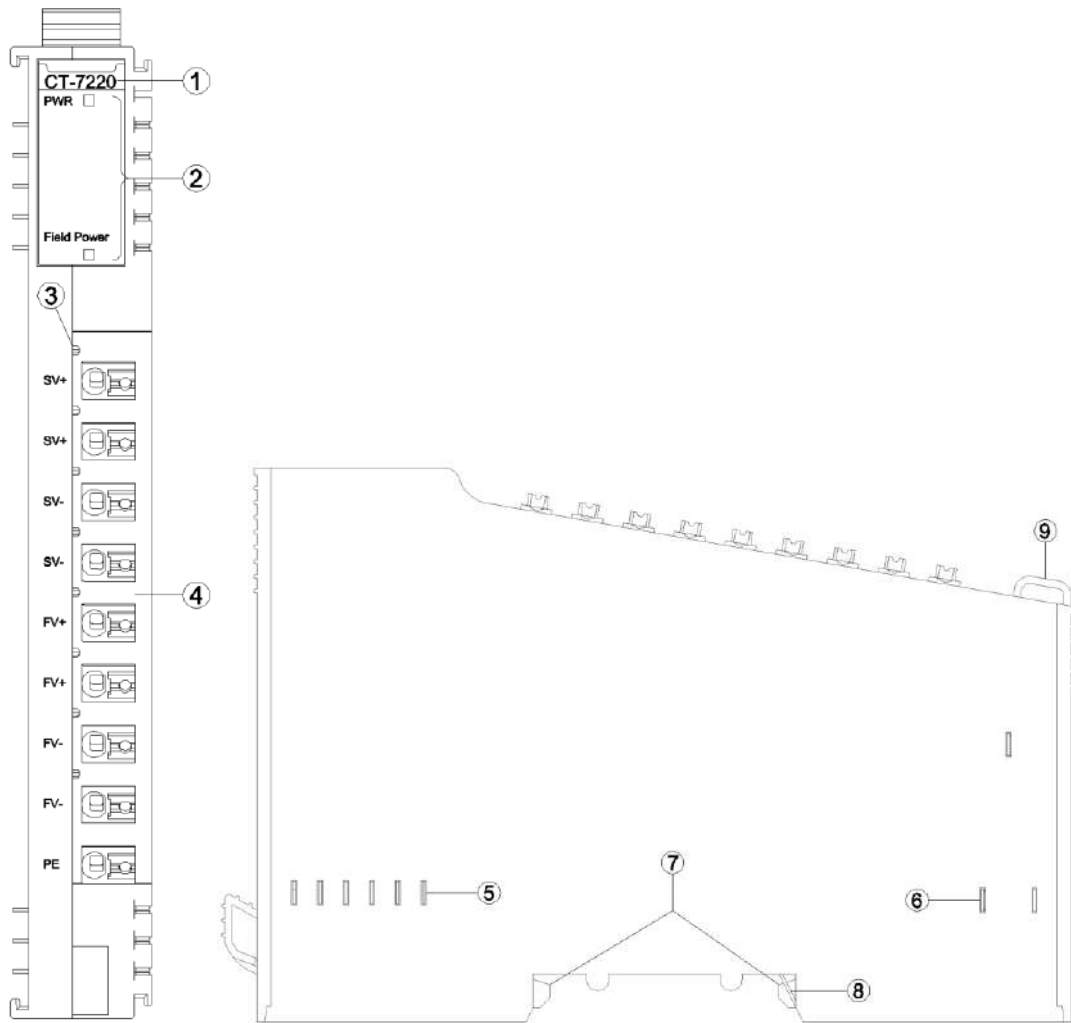 CT-7220 ①
PWR
②
Field Power
③
SV+
SV+
SV-
SV-
④
FV+
FV+
FV-
FV-
PE
⑨
⑦
⑤
⑥
⑧